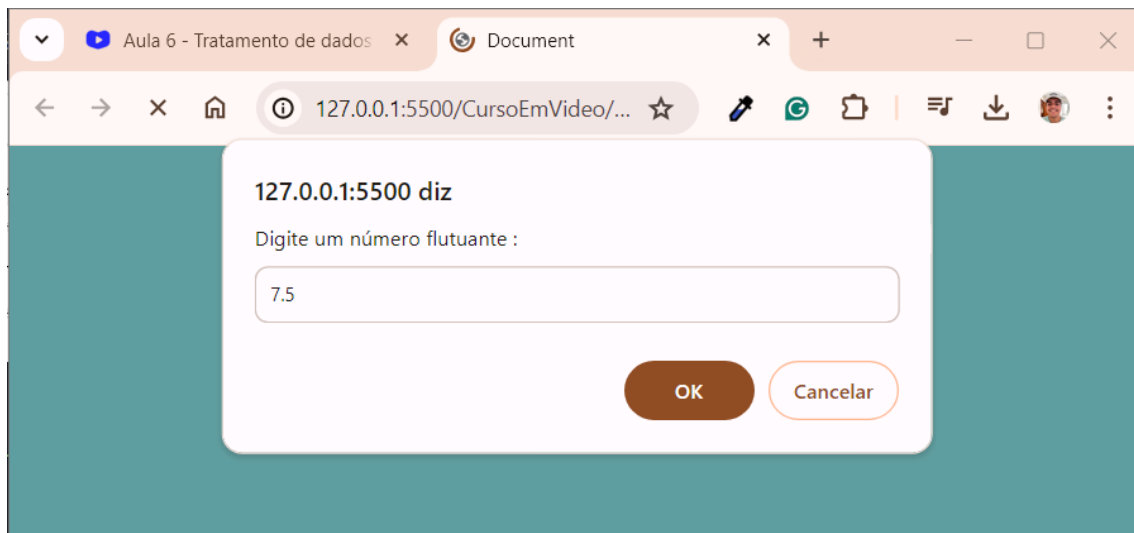 Aula 6 - Tratamento de dados
Document
127.0.0.1:5500/CursoEmVideo/...
127.0.0.1:5500 diz
Digite um número flutuante :
7.5
OK
Cancelar